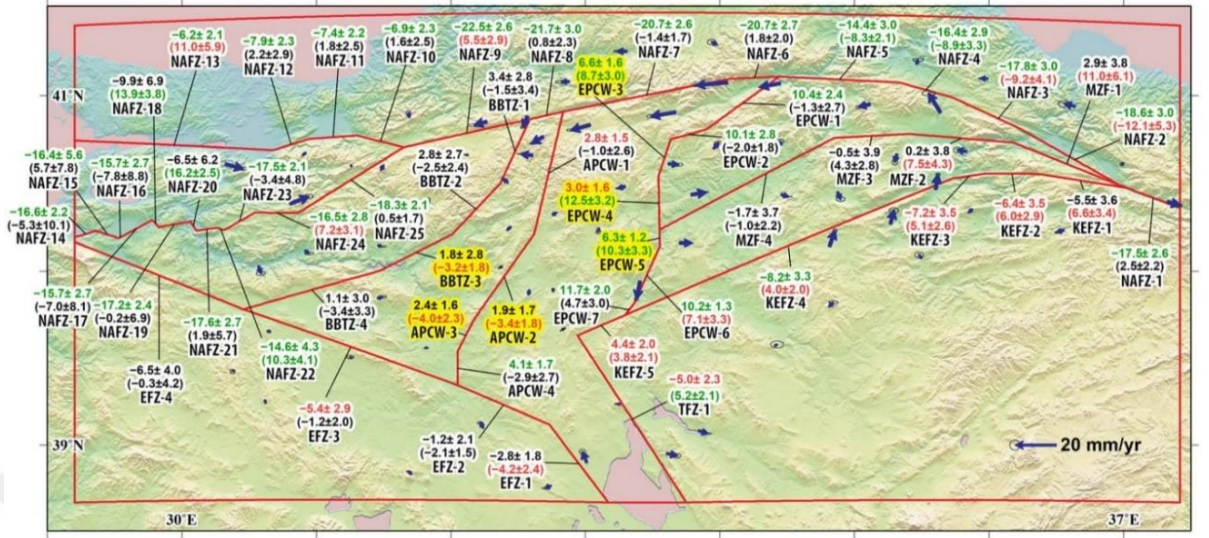 −6.2± 2.1
(11.0±5.9)
NAFZ-13
−7.9± 2.3
(2.2±2.9)
NAFZ-12
−7.4± 2.2
(1.8±2.5)
NAFZ-11
−6.9± 2.3
(1.6±2.5)
NAFZ-10
−22.5± 2.6
(5.5±2.9)
NAFZ-9
−21.7± 3.0
(0.8±2.3)
NAFZ-8
−20.7± 2.6
(−1.4±1.7)
NAFZ-7
−20.7± 2.7
(1.8±2.0)
NAFZ-6
−14.4± 3.0
(−8.3±2.1)
NAFZ-5
−16.4± 2.9
(−8.9±3.3)
NAFZ-4
−17.8± 3.0
(−9.2±4.1)
NAFZ-3
2.9± 3.8
(11.0±6.1)
MZF-1
−9.9± 6.9
(13.9±3.8)
NAFZ-18
3.4± 2.8
(−1.5±3.4)
BBTZ-1
6.6± 1.6
(8.7±3.0)
EPCW-3
41°N
10.4± 2.4
(−1.3±2.7)
EPCW-1
−18.6± 3.0
(−12.1±5.3)
NAFZ-2
−16.4± 5.6
(5.7±7.8)
NAFZ-15
−15.7± 2.7
(−7.8±8.8)
NAFZ-16
−6.5± 6.2
(16.2±2.5)
NAFZ-20
−17.5± 2.1
(−3.4±4.8)
NAFZ-23
2.8± 2.7
(−2.5±2.4)
BBTZ-2
2.8± 1.5
(−1.0±2.6)
APCW-1
10.1± 2.8
(−2.0±1.8)
EPCW-2
−0.5± 3.9
(4.3±2.8)
MZF-3
0.2± 3.8
(7.5±4.3)
MZF-2
−16.6± 2.2
(−5.3±10.1)
NAFZ-14
−16.5± 2.8
(7.2±3.1)
NAFZ-24
−18.3± 2.1
(0.5±1.7)
NAFZ-25
3.0± 1.6
(12.5±3.2)
EPCW-4
−1.7± 3.7
(−2.9±2.2)
MZF-4
−7.2± 3.5
(5.1±2.6)
KEFZ-3
−6.4± 3.5
(6.0±2.9)
KEFZ-2
−5.5± 3.6
(6.6±3.4)
KEFZ-1
6.3± 1.2
(10.3±3.3)
EPCW-5
1.8± 2.8
(−3.2±1.8)
BBTZ-3
−17.5± 2.6
(2.5±2.2)
NAFZ-1
−15.7± 2.7
(−7.0±8.1)
NAFZ-17
−17.2± 2.4
(−0.2±6.9)
NAFZ-19
−17.6± 2.7
(1.9±5.7)
NAFZ-21
1.1± 3.0
(−3.4±3.3)
BBTZ-4
2.4± 1.6
(−4.0±2.3)
APCW-3
1.9± 1.7
(−3.4±1.8)
APCW-2
11.7± 2.0
(4.7±3.0)
EPCW-7
10.2± 1.3
(7.1±3.3)
EPCW-6
−8.2± 3.3
(4.0±2.0)
KEFZ-4
−14.6± 4.3
(10.3±4.1)
NAFZ-22
4.4± 2.0
(3.8±2.1)
KEFZ-5
−6.5± 4.0
(−0.3±4.2)
EFZ-4
4.1± 1.7
(−2.9±2.7)
APCW-4
−5.0± 2.3
(5.2±2.1)
TFZ-1
−5.4± 2.9
(−1.2±2.0)
EFZ-3
39°N
−1.2± 2.1
(−2.1±1.5)
EFZ-2
−2.8± 1.8
(−4.2±2.4)
EFZ-1
20 mm/yr
30°E
37°E